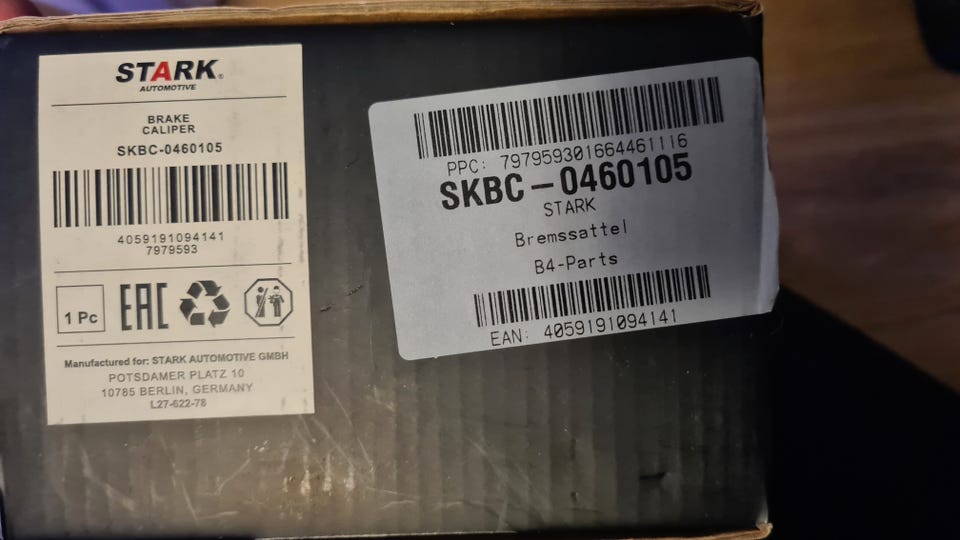 STARK®
AUTOMOTIVE
BRAKE
CALIPER
SKBC-0460105
4059191094141
7979593
1 Pc
EAC
Manufactured for: STARK AUTOMOTIVE GMBH
POTSDAMER PLATZ 10
10785 BERLIN, GERMANY
L27-622-78
PPC: 797959301664461116
SKBC-0460105
STARK
Bremssattel
B4-Parts
EAN: 4059191094141